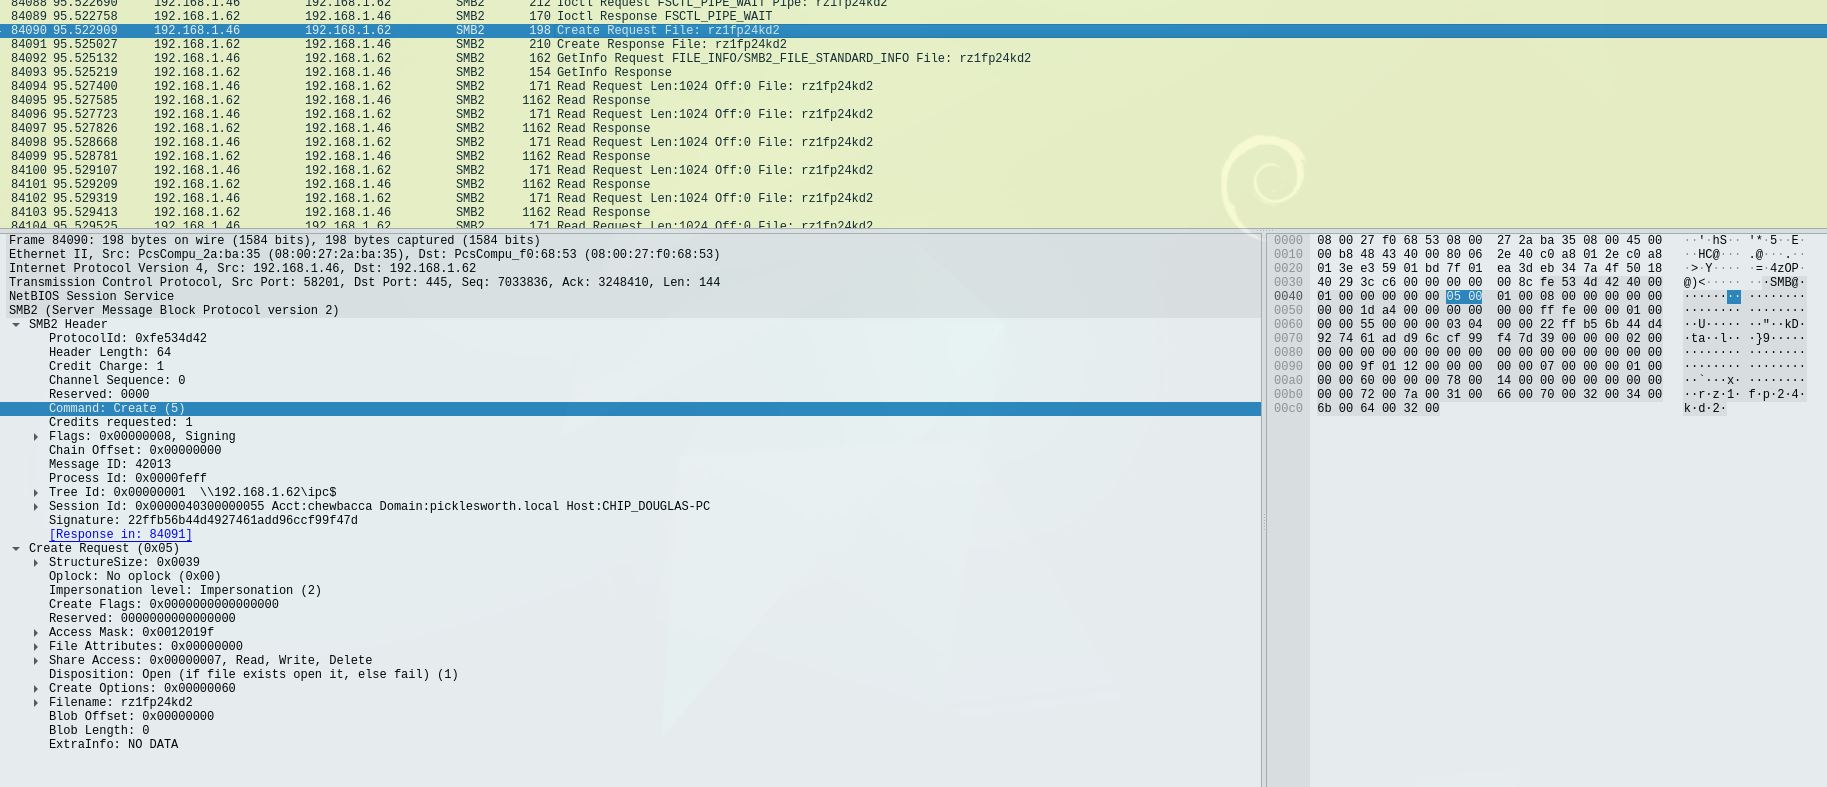 84088 95.522690 192.168.1.46 192.168.1.62 SMB2 212 Ioctl Request FSCTL_PIPE_WAIT Pipe: rz1fp24kd2
84089 95.522758 192.168.1.62 192.168.1.46 SMB2 170 Ioctl Response FSCTL_PIPE_WAIT
84090 95.522909 192.168.1.46 192.168.1.62 SMB2 198 Create Request File: rz1fp24kd2
84091 95.525027 192.168.1.62 192.168.1.46 SMB2 210 Create Response File: rz1fp24kd2
84092 95.525132 192.168.1.46 192.168.1.62 SMB2 162 GetInfo Request FILE_INFO/SMB2_FILE_STANDARD_INFO File: rz1fp24kd2
84093 95.525219 192.168.1.62 192.168.1.46 SMB2 154 GetInfo Response
84094 95.527400 192.168.1.46 192.168.1.62 SMB2 171 Read Request Len:1024 Off:0 File: rz1fp24kd2
84095 95.527585 192.168.1.62 192.168.1.46 SMB2 1162 Read Response
84096 95.527723 192.168.1.46 192.168.1.62 SMB2 171 Read Request Len:1024 Off:0 File: rz1fp24kd2
84097 95.527826 192.168.1.62 192.168.1.46 SMB2 1162 Read Response
84098 95.528668 192.168.1.46 192.168.1.62 SMB2 171 Read Request Len:1024 Off:0 File: rz1fp24kd2
84099 95.528781 192.168.1.62 192.168.1.46 SMB2 1162 Read Response
84100 95.529107 192.168.1.46 192.168.1.62 SMB2 171 Read Request Len:1024 Off:0 File: rz1fp24kd2
84101 95.529209 192.168.1.62 192.168.1.46 SMB2 1162 Read Response
84102 95.529319 192.168.1.46 192.168.1.62 SMB2 171 Read Request Len:1024 Off:0 File: rz1fp24kd2
84103 95.529413 192.168.1.62 192.168.1.46 SMB2 1162 Read Response
84104 95.529525 192.168.1.46 192.168.1.62 SMB2 171 Read Request Len:1024 Off:0 File: rz1fp24kd2
Frame 84090: 198 bytes on wire (1584 bits), 198 bytes captured (1584 bits)
Ethernet II, Src: PcsCompu_2a:ba:35 (08:00:27:2a:ba:35), Dst: PcsCompu_f0:68:53 (08:00:27:f0:68:53)
Internet Protocol Version 4, Src: 192.168.1.46, Dst: 192.168.1.62
Transmission Control Protocol, Src Port: 58201, Dst Port: 445, Seq: 7033836, Ack: 3248410, Len: 144
NetBIOS Session Service
SMB2 (Server Message Block Protocol version 2)
SMB2 Header
ProtocolId: 0xfe534d42
Header Length: 64
Credit Charge: 1
Channel Sequence: 0
Reserved: 0000
Command: Create (5)
Credits requested: 1
Flags: 0x00000008, Signing
Chain Offset: 0x00000000
Message ID: 42013
Process Id: 0x0000feff
Tree Id: 0x00000001  \\192.168.1.62\ipc$
Session Id: 0x0000040300000055 Acct:chewbacca Domain:picklesworth.local Host:CHIP_DOUGLAS-PC
Signature: 22ffb56b44d4927461add96ccf99f47d
[Response in: 84091]
Create Request (0x05)
StructureSize: 0x0039
Oplock: No oplock (0x00)
Impersonation level: Impersonation (2)
Create Flags: 0x0000000000000000
Reserved: 0000000000000000
Access Mask: 0x0012019f
File Attributes: 0x00000000
Share Access: 0x00000007, Read, Write, Delete
Disposition: Open (if file exists open it, else fail) (1)
Create Options: 0x00000060
Filename: rz1fp24kd2
Blob Offset: 0x00000000
Blob Length: 0
ExtraInfo: NO DATA
0000 08 00 27 f0 68 53 08 00 27 2a ba 35 08 00 45 00 ··'·hS·· '*·5··E·
0010 00 b8 48 43 40 00 80 06 2e 40 c0 a8 01 2e c0 a8 ··HC@··· .@···.··
0020 01 3e e3 59 01 bd 7f 01 ea 3d eb 34 7a 4f 50 18 ·>·Y···· ·=·4zOP·
0030 40 29 3c c6 00 00 00 00 00 8c fe 53 4d 42 40 00 @)<····· ···SMB@·
0040 01 00 00 00 00 00 05 00 01 00 08 00 00 00 00 00 ········ ········
0050 00 00 1d a4 00 00 00 00 00 00 ff fe 00 00 01 00 ········ ········
0060 00 00 55 00 00 00 03 04 00 00 22 ff b5 6b 44 d4 ··U····· ··"··kD·
0070 92 74 61 ad d9 6c cf 99 f4 7d 39 00 00 00 02 00 ·ta··l·· ·}9·····
0080 00 00 00 00 00 00 00 00 00 00 00 00 00 00 00 00 ········ ········
0090 00 00 9f 01 12 00 00 00 00 00 07 00 00 00 01 00 ········ ········
00a0 00 00 60 00 00 00 78 00 14 00 00 00 00 00 00 00 ··`···x· ········
00b0 00 00 72 00 7a 00 31 00 66 00 70 00 32 00 34 00 ··r·z·1· f·p·2·4·
00c0 6b 00 64 00 32 00 k·d·2·